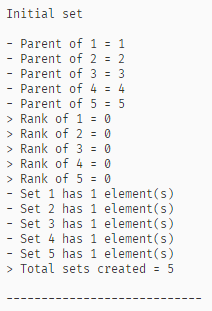 Initial set

- Parent of 1 = 1
- Parent of 2 = 2
- Parent of 3 = 3
- Parent of 4 = 4
- Parent of 5 = 5
> Rank of 1 = 0
> Rank of 2 = 0
> Rank of 3 = 0
> Rank of 4 = 0
> Rank of 5 = 0
- Set 1 has 1 element(s)
- Set 2 has 1 element(s)
- Set 3 has 1 element(s)
- Set 4 has 1 element(s)
- Set 5 has 1 element(s)
> Total sets created = 5

----------------------------